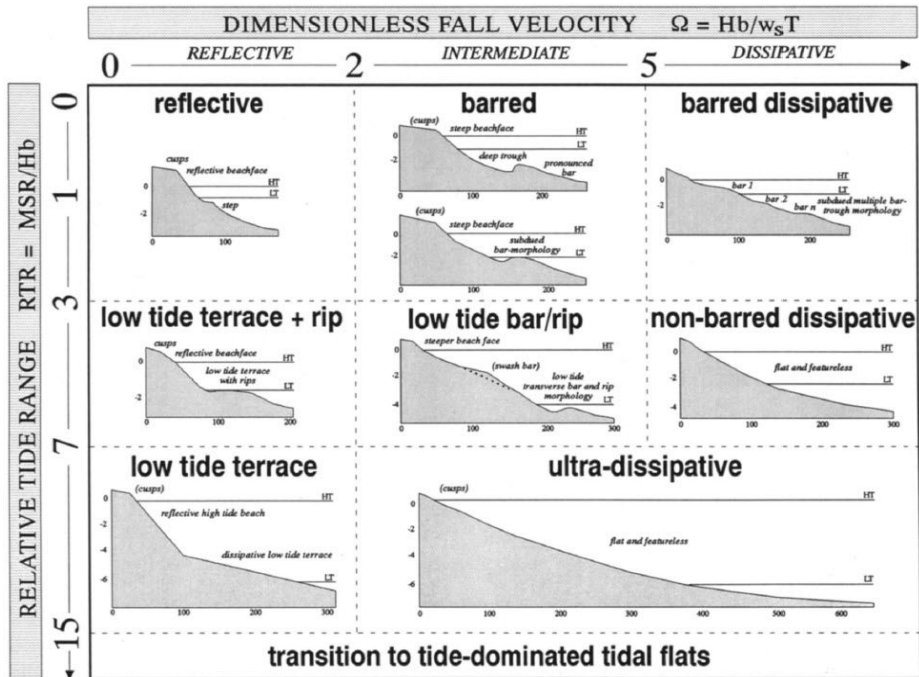 DIMENSIONLESS FALL VELOCITY Ω = Hb/wsT
0 REFLECTIVE 2 INTERMEDIATE 5 DISSIPATIVE
RELATIVE TIDE RANGE RTR = MSR/Hb
0
1
3
7
15
reflective
cusps
reflective beachface
HT
LT
step
0
-2
0 100
barred
(cusps)
steep beachface
HT
LT
deep trough
pronounced
bar
0
-2
0 100 200
(cusps)
steep beachface
HT
subdued
bar-morphology
LT
0
-2
0 100 200
barred dissipative
HT
LT
bar 1
bar 2
bar n
subdued multiple bar-
trough morphology
0
-2
0 100 200
low tide terrace + rip
cusps
reflective beachface
HT
low tide terrace
with rips
LT
0
-2
0 100 200
low tide bar/rip
steeper beach face
HT
(swash bar)
low tide
transverse bar and rip
morphology
LT
0
-2
-4
0 100 200 300
non-barred dissipative
HT
flat and featureless
LT
0
-2
-4
0 100 200 300
low tide terrace
(cusps)
HT
reflective high tide beach
dissipative low tide terrace
LT
0
-2
-4
-6
0 100 200 300
ultra-dissipative
(cusps)
HT
flat and featureless
LT
0
-2
-4
-6
0 100 200 300 400 500 600
transition to tide-dominated tidal flats